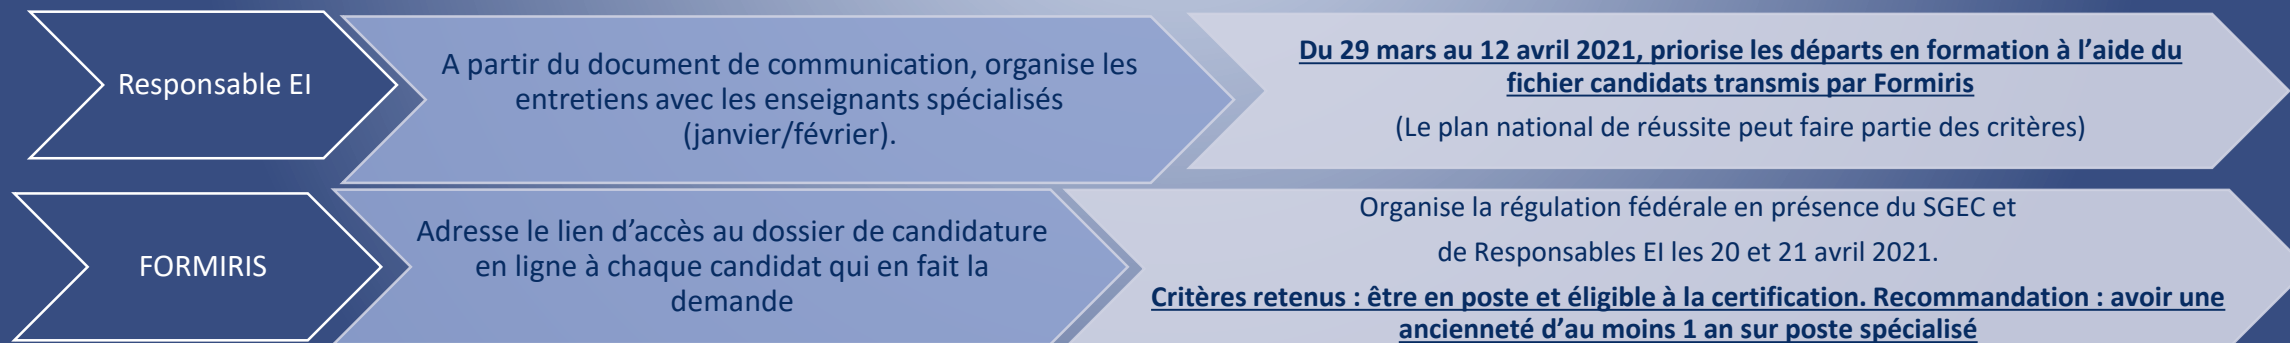 Responsable EI
A partir du document de communication, organise les
entretiens avec les enseignants spécialisés
(janvier/février).
Du 29 mars au 12 avril 2021, priorise les départs en formation à l’aide du
fichier candidats transmis par Formiris
(Le plan national de réussite peut faire partie des critères)
FORMIRIS
Adresse le lien d’accès au dossier de candidature
en ligne à chaque candidat qui en fait la
demande
Organise la régulation fédérale en présence du SGEC et
de Responsables EI les 20 et 21 avril 2021.
Critères retenus : être en poste et éligible à la certification. Recommandation : avoir une
ancienneté d’au moins 1 an sur poste spécialisé